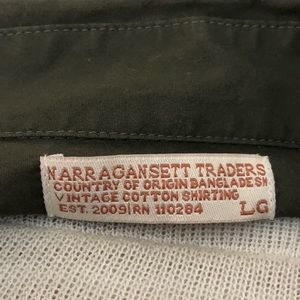 NARRAGANSETT TRADERS
COUNTRY OF ORIGIN BANGLADESH
VINTAGE COTTON SHIRTING
EST. 2009|RN 110284 LG